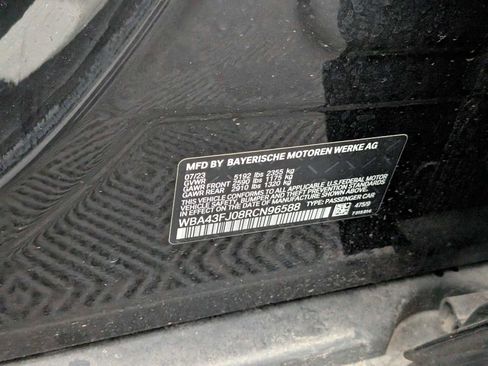 MFD BY BAYERISCHE MOTOREN WERKE AG
07/23
GVWR 5192 lbs 2355 kg
GAWR FRONT 2590 lbs 1175 kg
GAWR REAR 2910 lbs 1320 kg
THIS VEHICLE CONFORMS TO ALL APPLICABLE U.S. FEDERAL MOTOR
VEHICLE SAFETY, BUMPER, AND THEFT PREVENTION STANDARDS IN
EFFECT ON THE DATE OF MANUFACTURE SHOWN ABOVE.
WBA43FJ08RCN96588
TYPE: PASSENGER CAR
475/9